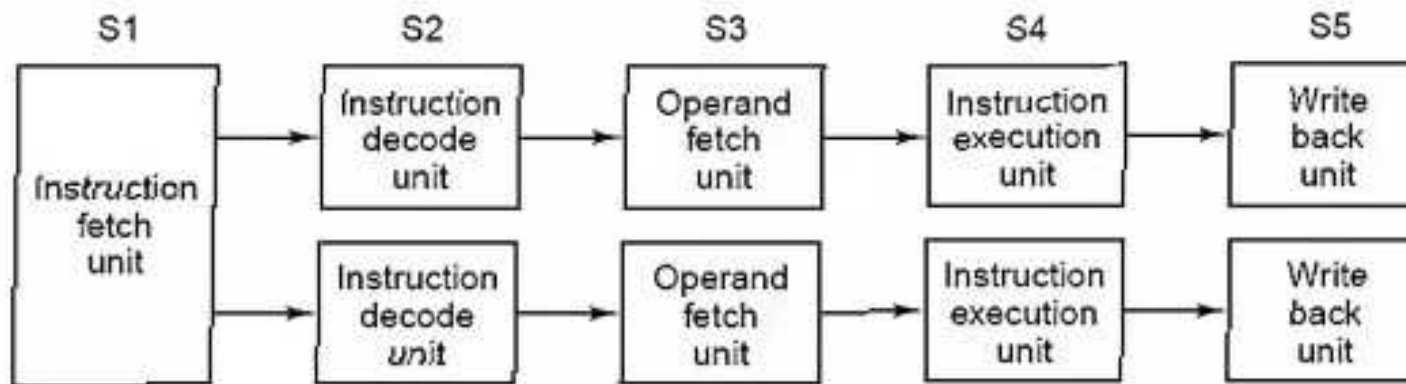 S1
S2
S3
S4
S5
Instruction
fetch
unit
Instruction
decode
unit
Operand
fetch
unit
Instruction
execution
unit
Write
back
unit
Instruction
decode
unit
Operand
fetch
unit
Instruction
execution
unit
Write
back
unit